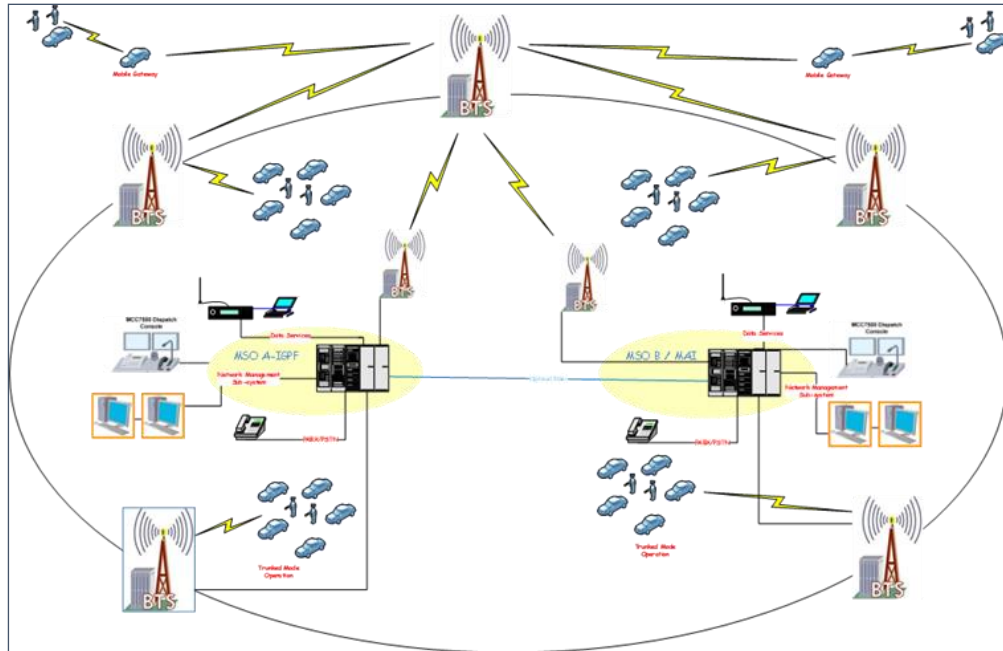 BTS
Mobile Gateway
Mobile Gateway
BTS
BTS
BTS
BTS
MCC7500 Dispatch
Console
Data Services
MSO A-IGPF
Network Management
Sub-system
PABX/PSTN
Data Services
MCC7500 Dispatch
Console
MSO B / MAI
Network Management
Sub-system
PABX/PSTN
Trunked Mode
Operation
BTS
Trunked Mode
Operation
BTS